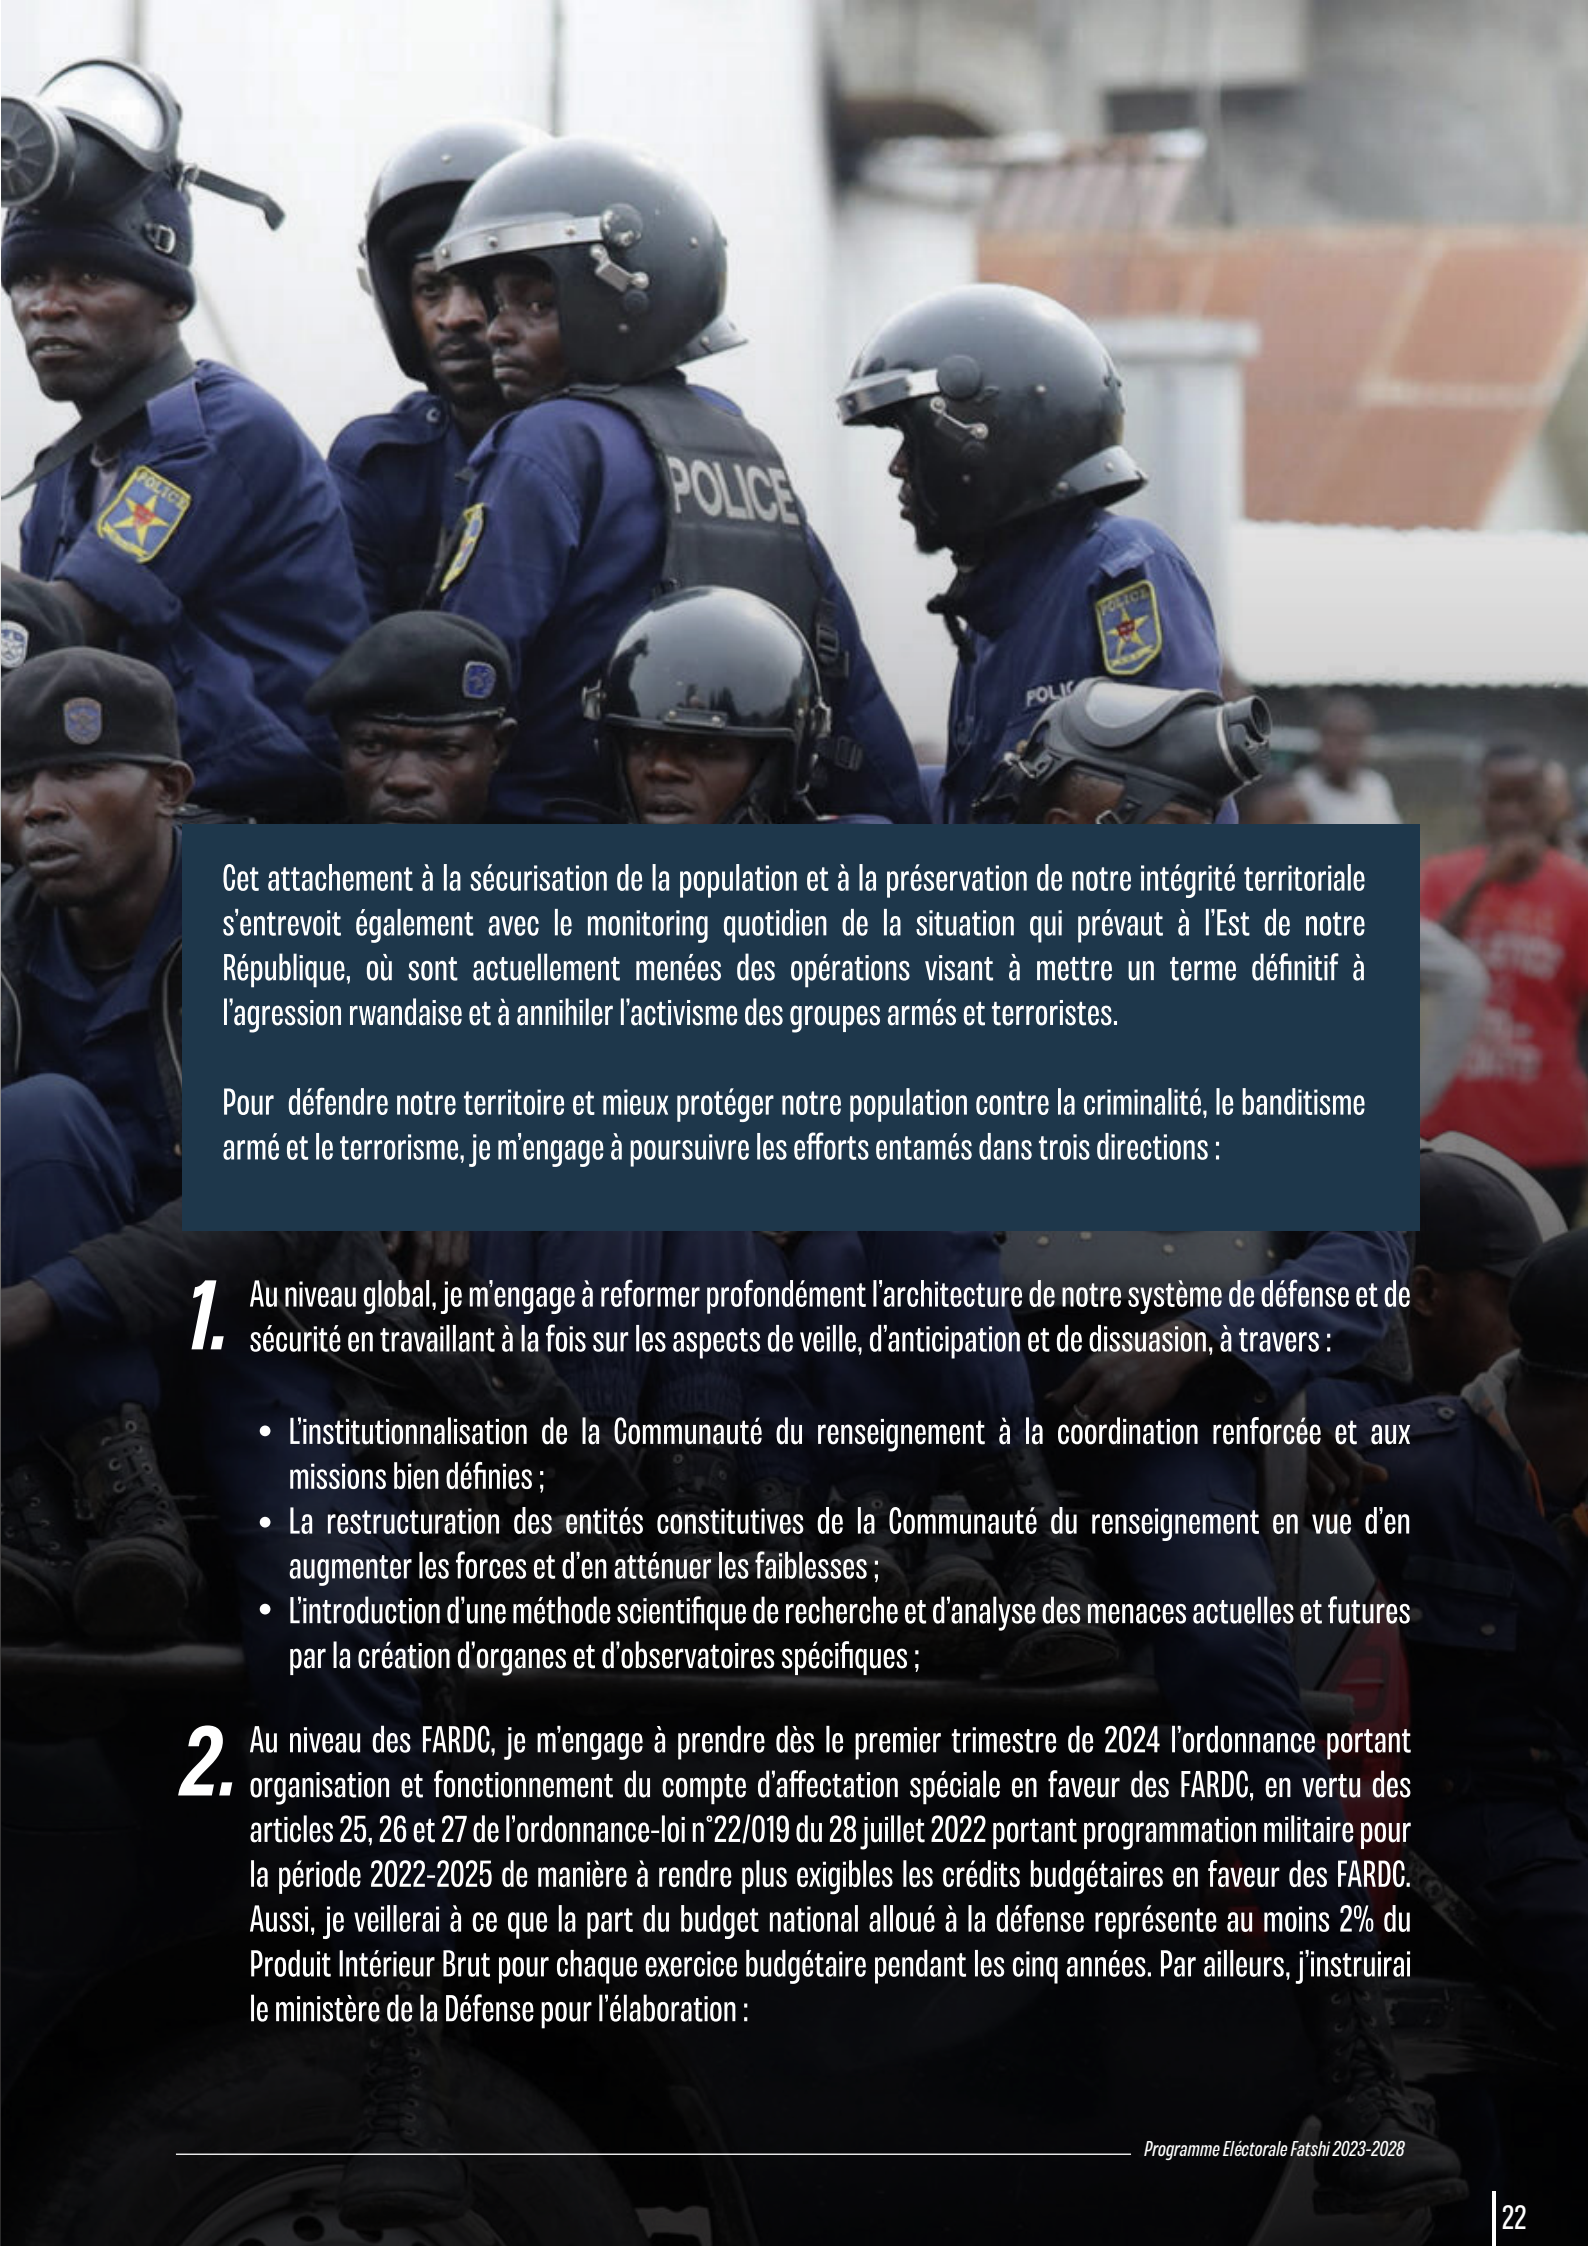 POLICE
POLICE
POLICE
Cet attachement à la sécurisation de la population et à la préservation de notre intégrité territoriale
s’entrevoit également avec le monitoring quotidien de la situation qui prévaut à l’Est de notre
République, où sont actuellement menées des opérations visant à mettre un terme définitif à
l’agression rwandaise et à annihiler l’activisme des groupes armés et terroristes.
Pour défendre notre territoire et mieux protéger notre population contre la criminalité, le banditisme
armé et le terrorisme, je m’engage à poursuivre les efforts entamés dans trois directions :
1. Au niveau global, je m’engage à reformer profondément l’architecture de notre système de défense et de
sécurité en travaillant à la fois sur les aspects de veille, d’anticipation et de dissuasion, à travers :
• L’institutionnalisation de la Communauté du renseignement à la coordination renforcée et aux
missions bien définies ;
• La restructuration des entités constitutives de la Communauté du renseignement en vue d’en
augmenter les forces et d’en atténuer les faiblesses ;
• L’introduction d’une méthode scientifique de recherche et d’analyse des menaces actuelles et futures
par la création d’organes et d’observatoires spécifiques ;
2. Au niveau des FARDC, je m’engage à prendre dès le premier trimestre de 2024 l’ordonnance portant
organisation et fonctionnement du compte d’affectation spéciale en faveur des FARDC, en vertu des
articles 25, 26 et 27 de l’ordonnance-loi n°22/019 du 28 juillet 2022 portant programmation militaire pour
la période 2022-2025 de manière à rendre plus exigibles les crédits budgétaires en faveur des FARDC.
Aussi, je veillerai à ce que la part du budget national alloué à la défense représente au moins 2% du
Produit Intérieur Brut pour chaque exercice budgétaire pendant les cinq années. Par ailleurs, j’instruirai
le ministère de la Défense pour l’élaboration :
Programme Eléctorale Fatshi 2023-2028
22